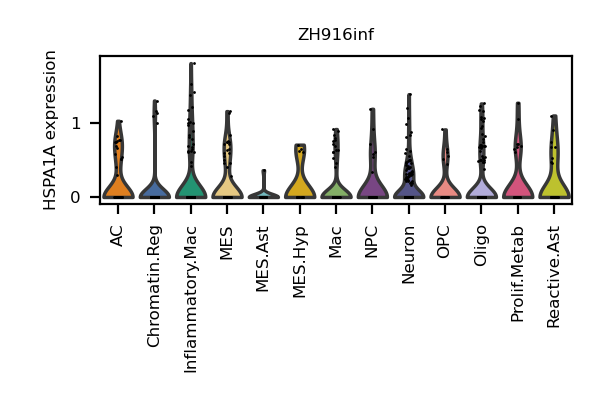 ZH916inf
HSPA1A expression
1
0
AC
Chromatin.Reg
Inflammatory.Mac
MES
MES.Ast
MES.Hyp
Mac
NPC
Neuron
OPC
Oligo
Prolif.Metab
Reactive.Ast